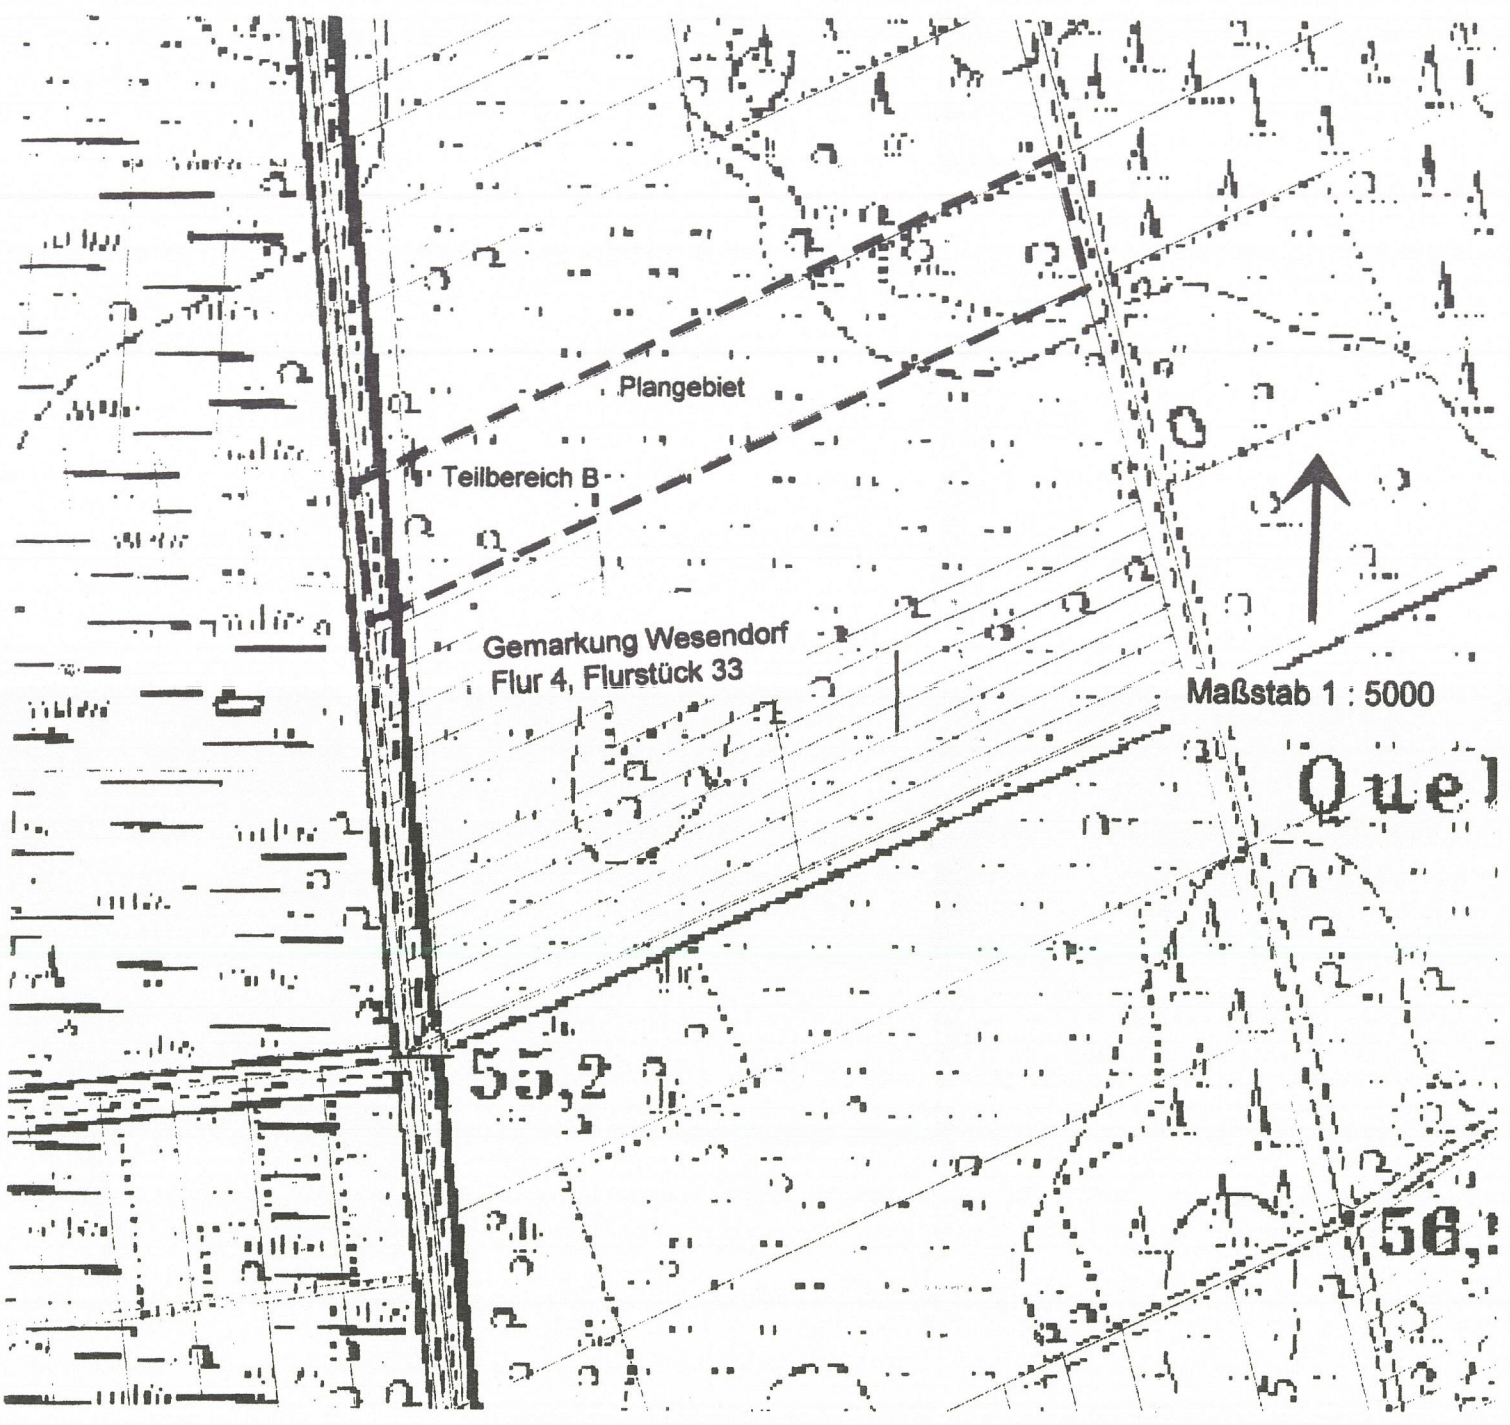 Plangebiet
Teilbereich B
Gemarkung Wesendorf
Flur 4, Flurstück 33
Maßstab 1 : 5000
Quel
55,2
56,